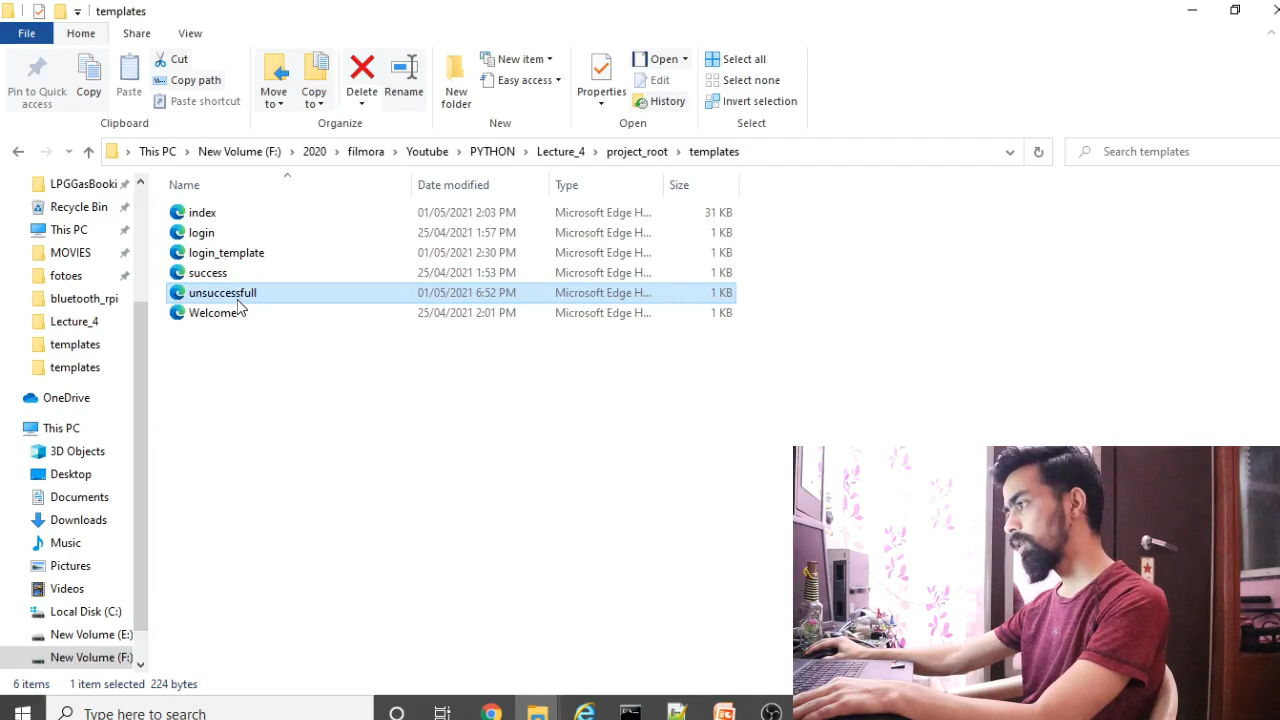 templates
File Home Share View
Pin to Quick access
Copy
Paste
Cut
Copy path
Paste shortcut
Clipboard
Move to
Copy to
Delete
Rename
Organize
New folder
New item
Easy access
New
Properties
Open
Edit
History
Open
Select all
Select none
Invert selection
Select
This PC New Volume (F:) 2020 filmora Youtube PYTHON Lecture_4 project_root templates
Search templates
LPGGasBooki
Recycle Bin
This PC
MOVIES
fotoes
bluetooth_rpi
Lecture_4
templates
templates
OneDrive
This PC
3D Objects
Desktop
Documents
Downloads
Music
Pictures
Videos
Local Disk (C:)
New Volume (E:)
New Volume (F:)
Name Date modified Type Size
index 01/05/2021 2:03 PM Microsoft Edge H... 31 KB
login 25/04/2021 1:57 PM Microsoft Edge H... 1 KB
login_template 01/05/2021 2:30 PM Microsoft Edge H... 1 KB
success 25/04/2021 1:53 PM Microsoft Edge H... 1 KB
unsuccessfull 01/05/2021 6:52 PM Microsoft Edge H... 1 KB
Welcome 25/04/2021 2:01 PM Microsoft Edge H... 1 KB
6 items 1 item selected 224 bytes
Type here to search